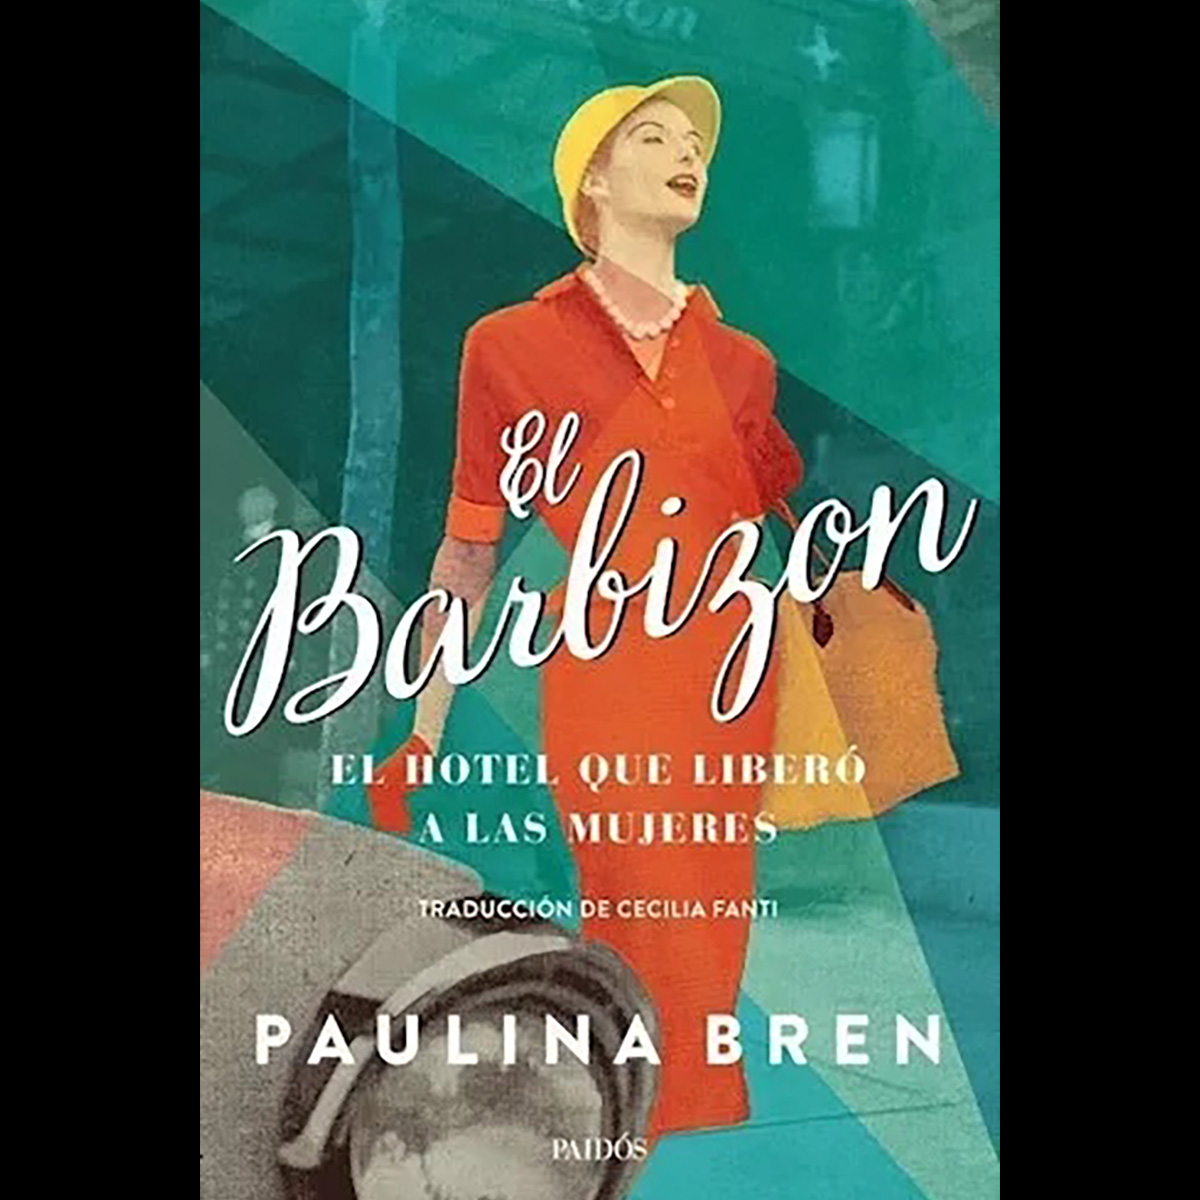 El
Barbizon
EL HOTEL QUE LIBERÓ
A LAS MUJERES
TRADUCCIÓN DE CECILIA FANTI
PAULINA BREN
PAIDÓS